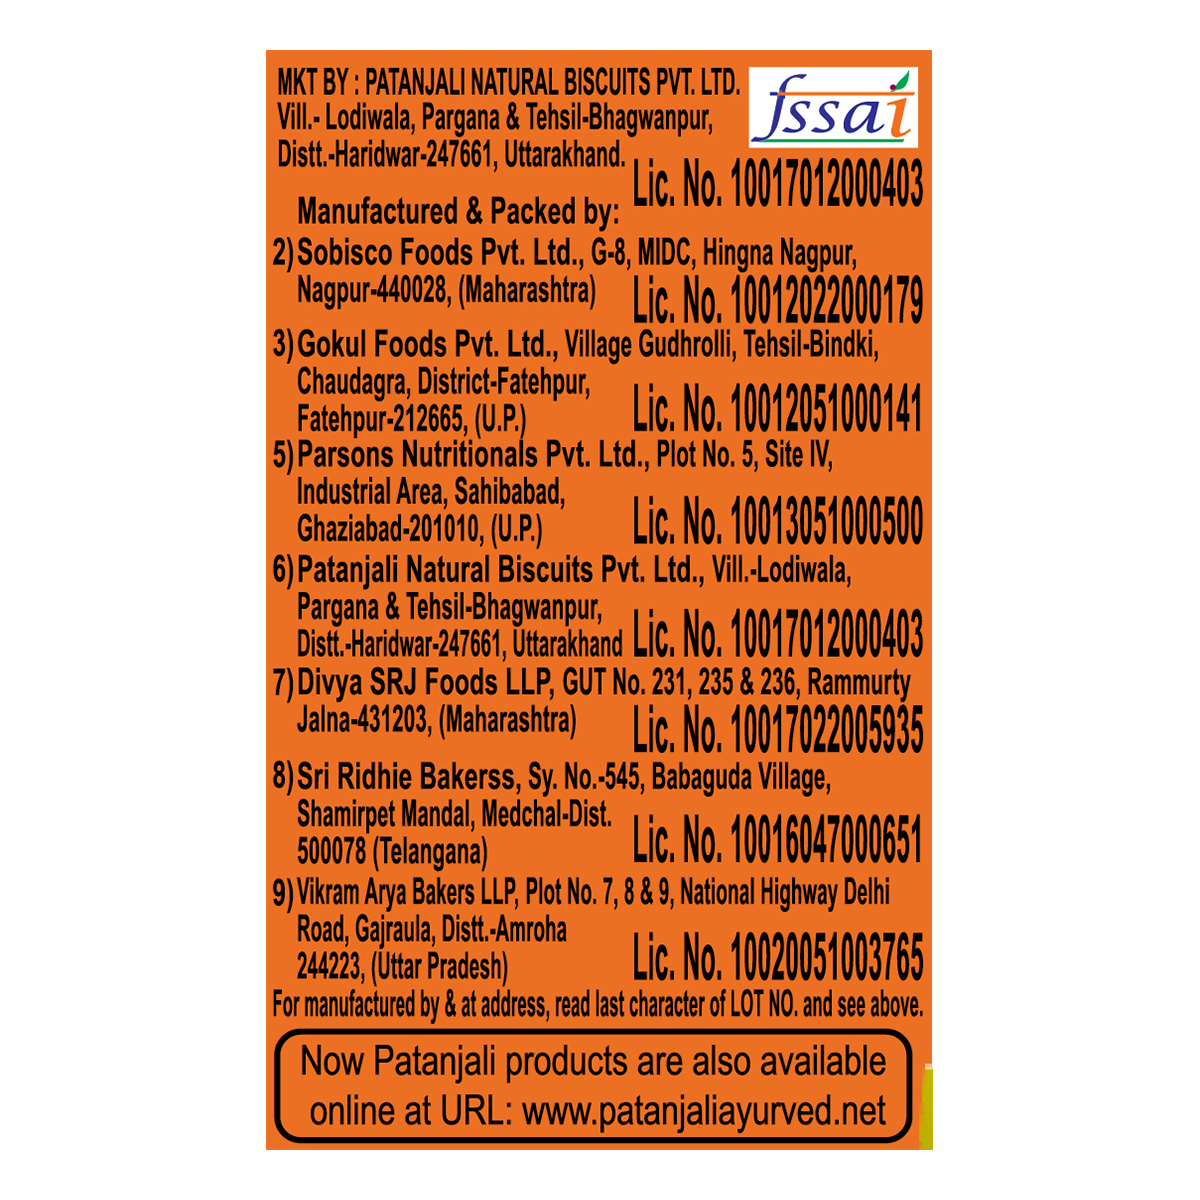 MKT BY : PATANJALI NATURAL BISCUITS PVT. LTD.
fssai
Vill.- Lodiwala, Pargana & Tehsil-Bhagwanpur,
Distt.-Haridwar-247661, Uttarakhand.
Lic. No. 10017012000403
Manufactured & Packed by:
2) Sobisco Foods Pvt. Ltd., G-8, MIDC, Hingna Nagpur,
Nagpur-440028, (Maharashtra)
Lic. No. 10012022000179
3) Gokul Foods Pvt. Ltd., Village Gudhrolli, Tehsil-Bindki,
Chaudagra, District-Fatehpur,
Fatehpur-212665, (U.P.)
Lic. No. 10012051000141
5) Parsons Nutritionals Pvt. Ltd., Plot No. 5, Site IV,
Industrial Area, Sahibabad,
Ghaziabad-201010, (U.P.)
Lic. No. 10013051000500
6) Patanjali Natural Biscuits Pvt. Ltd., Vill.-Lodiwala,
Pargana & Tehsil-Bhagwanpur,
Distt.-Haridwar-247661, Uttarakhand
Lic. No. 10017012000403
7) Divya SRJ Foods LLP, GUT No. 231, 235 & 236, Rammurty
Jalna-431203, (Maharashtra)
Lic. No. 10017022005935
8) Sri Ridhie Bakerss, Sy. No.-545, Babaguda Village,
Shamirpet Mandal, Medchal-Dist.
500078 (Telangana)
Lic. No. 10016047000651
9) Vikram Arya Bakers LLP, Plot No. 7, 8 & 9, National Highway Delhi
Road, Gajraula, Distt.-Amroha
244223, (Uttar Pradesh)
Lic. No. 10020051003765
For manufactured by & at address, read last character of LOT NO. and see above.
Now Patanjali products are also available
online at URL: www.patanjaliayurved.net